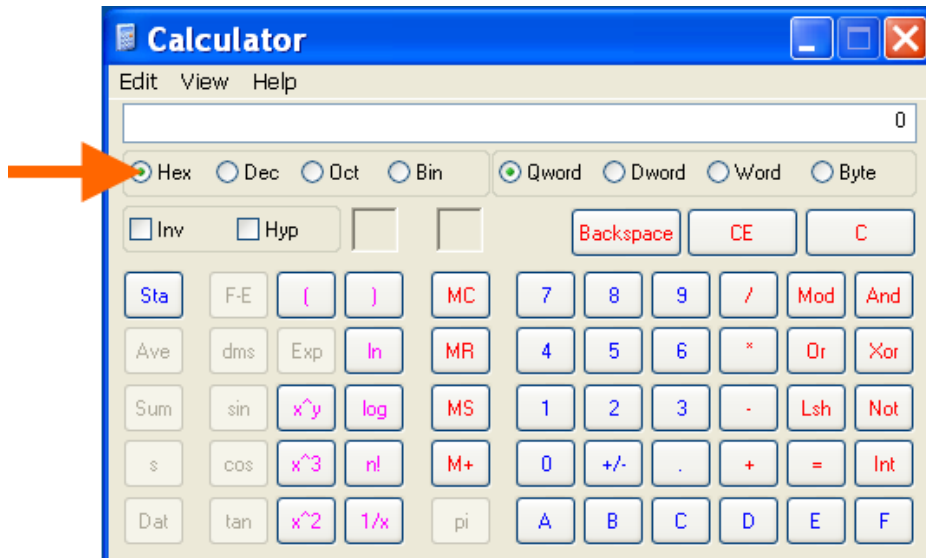 Calculator
Edit View Help
0
Hex Dec Oct Bin Qword Dword Word Byte
Inv Hyp Backspace CE C
Sta F-E ( ) MC 7 8 9 / Mod And
Ave dms Exp ln MR 4 5 6 * Or Xor
Sum sin x^y log MS 1 2 3 - Lsh Not
s cos x^3 n! M+ 0 +/- . + = Int
Dat tan x^2 1/x pi A B C D E F